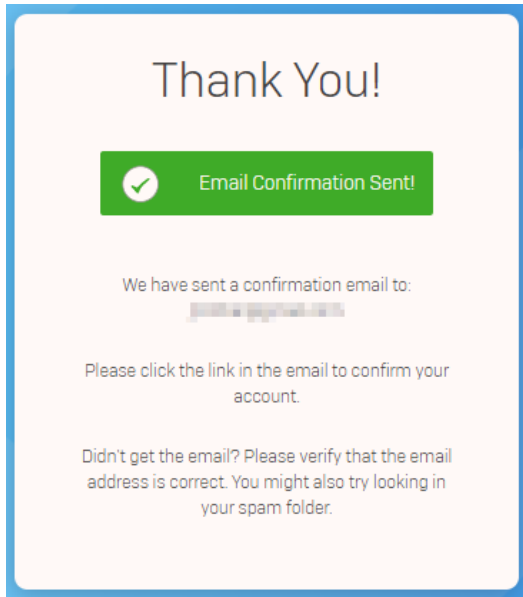 Thank You!
Email Confirmation Sent!
We have sent a confirmation email to:
Please click the link in the email to confirm your
account.
Didn't get the email? Please verify that the email
address is correct. You might also try looking in
your spam folder.